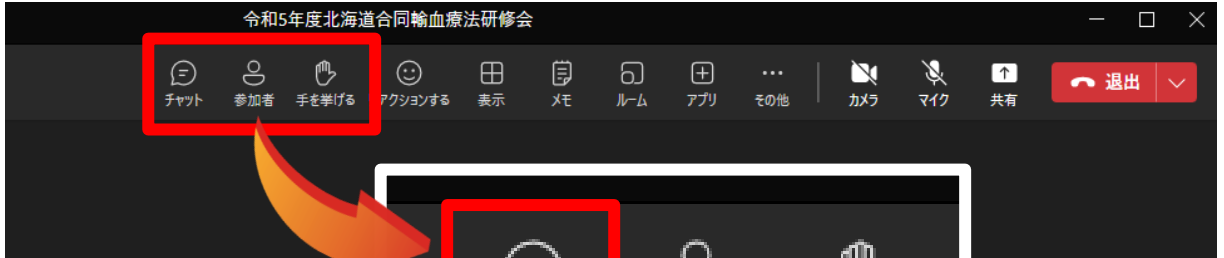 令和5年度北海道合同輸血療法研修会
チャット 参加者 手を挙げる アクションする 表示 メモ ルーム アプリ その他 カメラ マイク 共有 退出